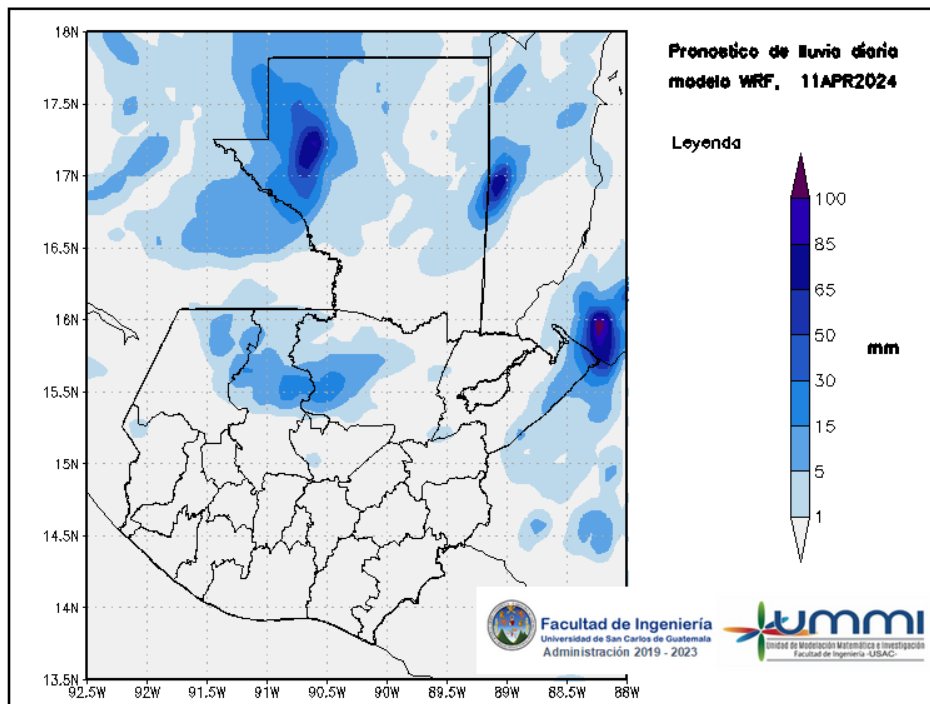 Pronostico de lluvia diaria
modelo WRF, 11APR2024
Leyenda
100
85
65
50
30
15
5
1
mm
18N
17.5N
17N
16.5N
16N
15.5N
15N
14.5N
14N
13.5N
92.5W
92W
91.5W
91W
90.5W
90W
89.5W
89W
88.5W
88W
Facultad de Ingeniería
Universidad de San Carlos de Guatemala
Administración 2019 - 2023
ummi
Unidad de Modelación Matemática e Investigación
Facultad de Ingeniería -USAC-